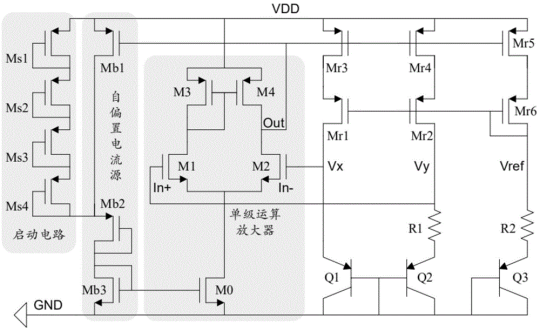 VDD
Ms1
Ms2
Ms3
Ms4
启动电路
Mb1
自偏置电流源
Mb2
Mb3
M3
M4
Out
M1
M2
In+
In-
单级运算
放大器
M0
Mr3
Mr4
Mr5
Mr1
Mr2
Mr6
Vx
Vy
Vref
R1
R2
Q1
Q2
Q3
GND